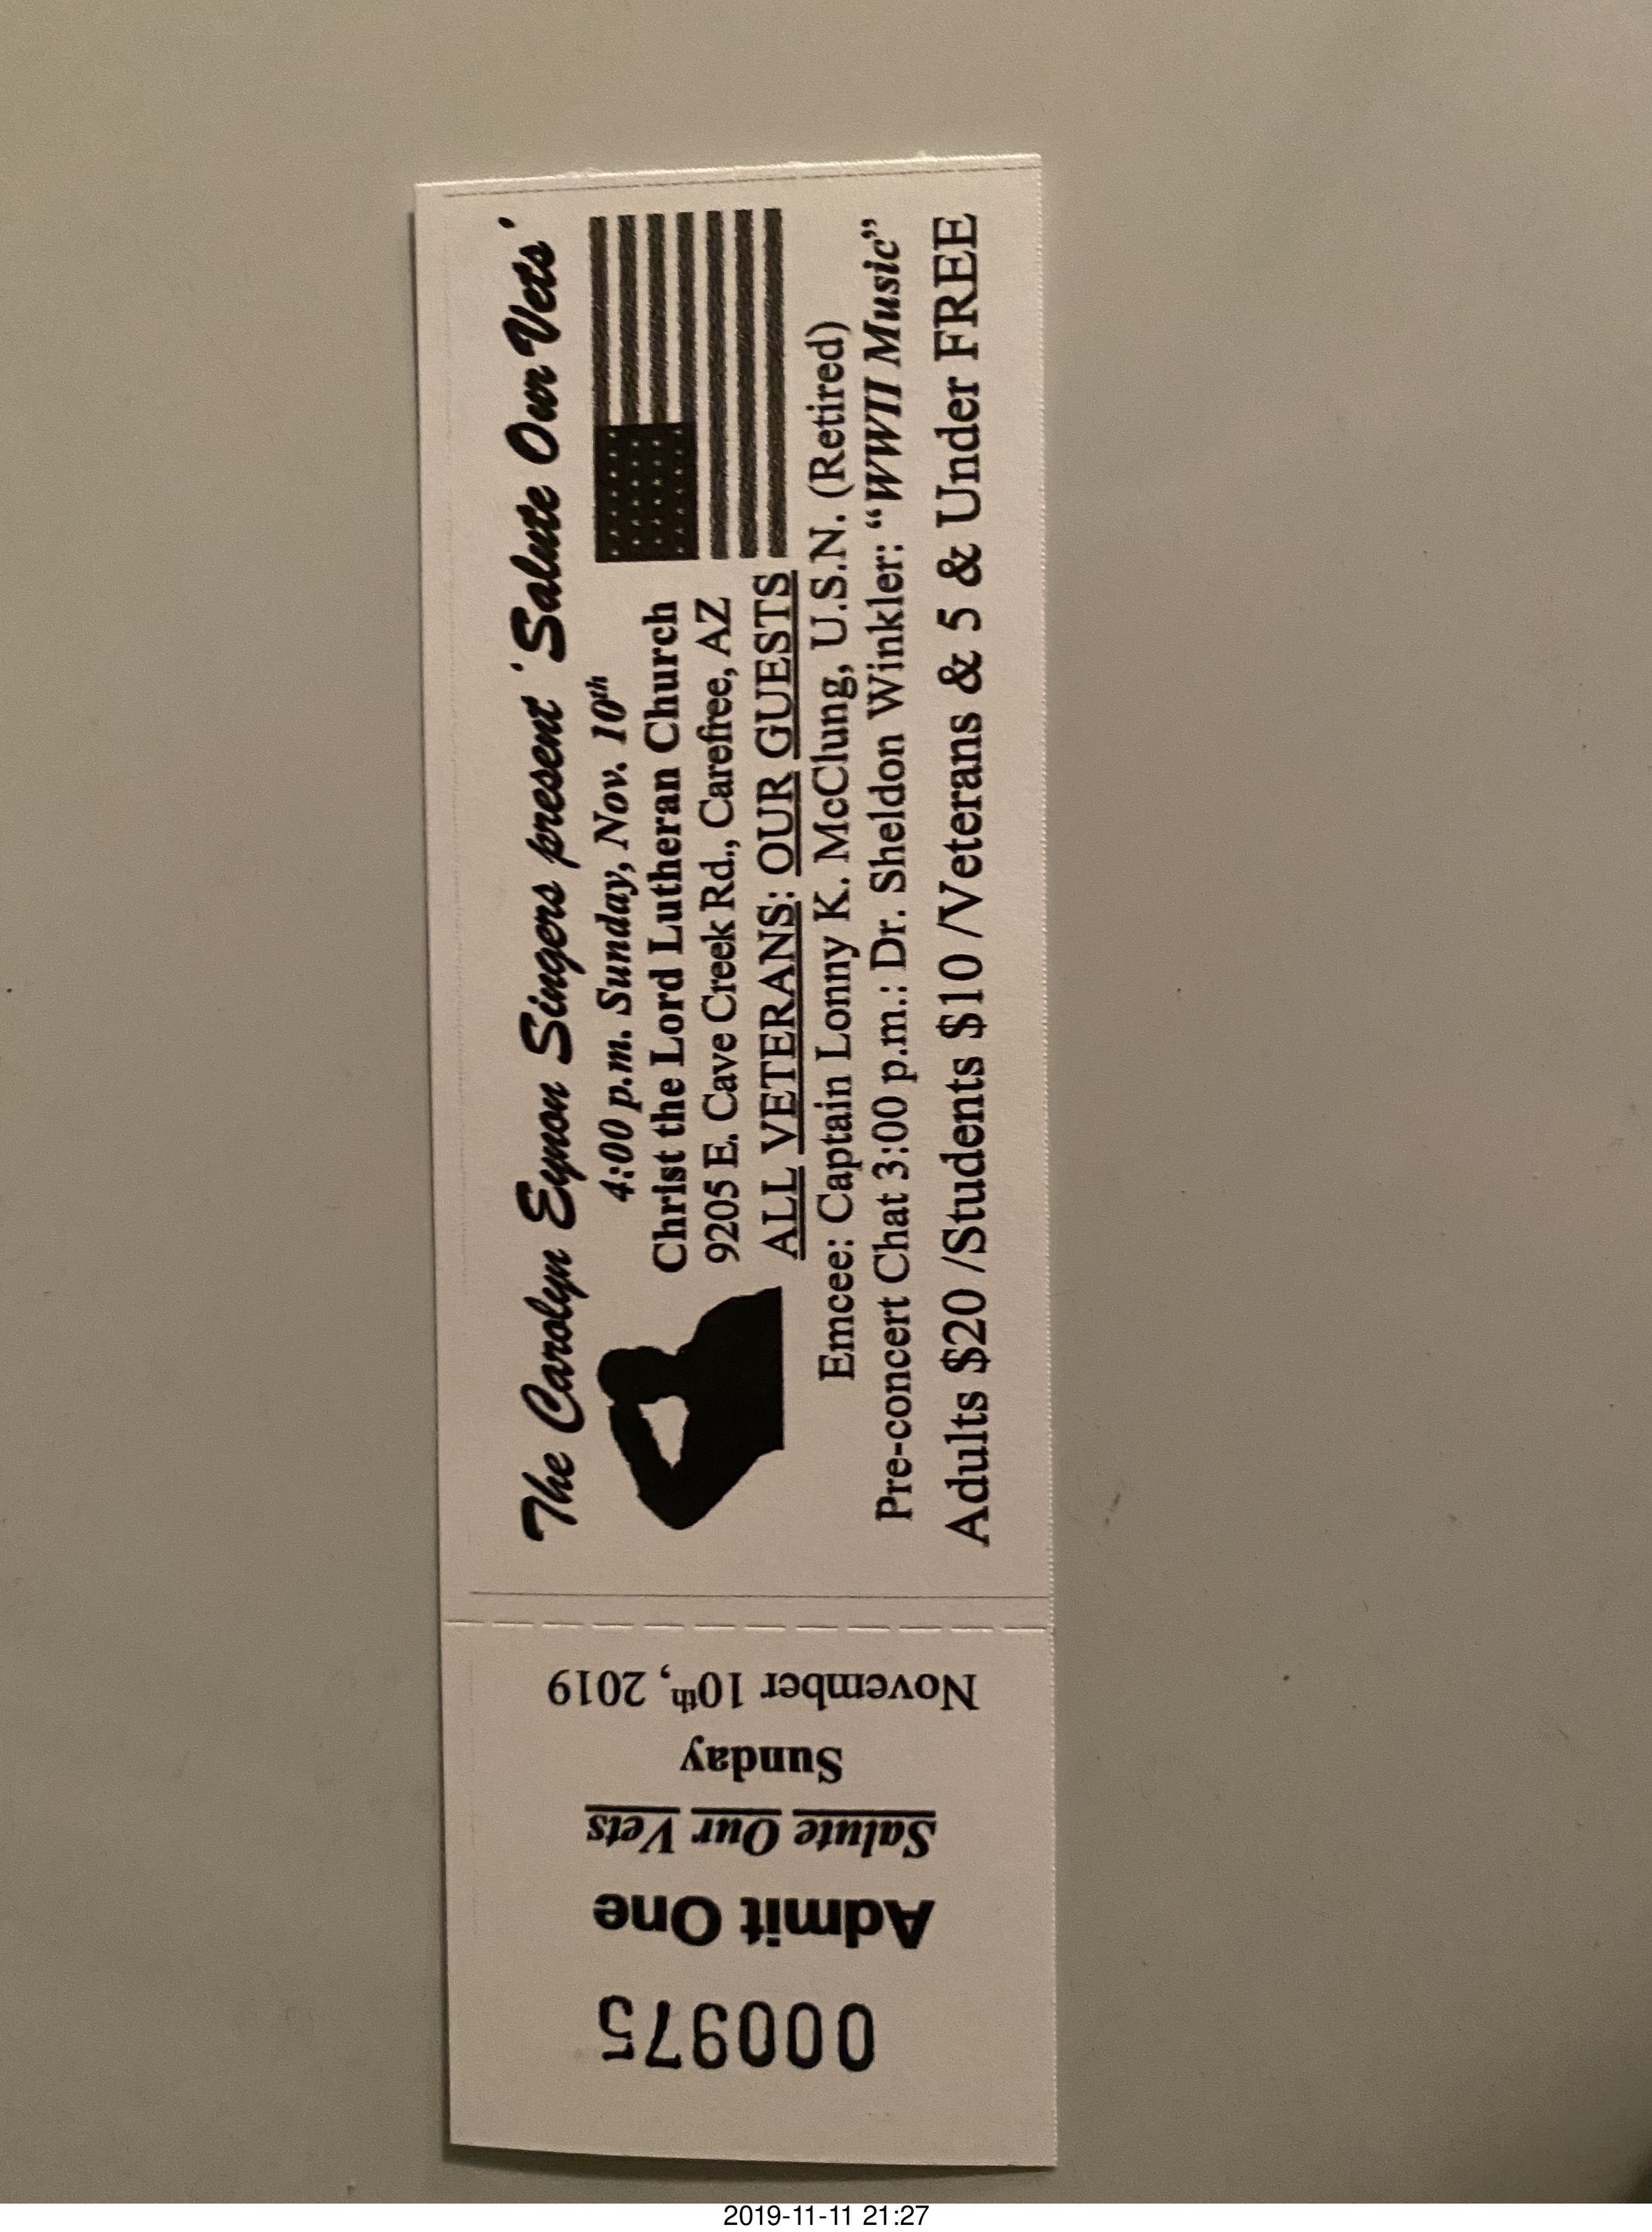 The Carolyn Eynon Singers present 'Salute Our Vets'
4:00 p.m. Sunday, Nov. 10th
Christ the Lord Lutheran Church
9205 E. Cave Creek Rd., Carefree, AZ
ALL VETERANS: OUR GUESTS
Emcee: Captain Lonny K. McClung, U.S.N. (Retired)
Pre-concert Chat 3:00 p.m.: Dr. Sheldon Winkler: “WWII Music”
Adults $20 /Students $10 /Veterans & 5 & Under FREE
000975
Admit One
Salute Our Vets
Sunday
November 10th, 2019
2019-11-11 21:27